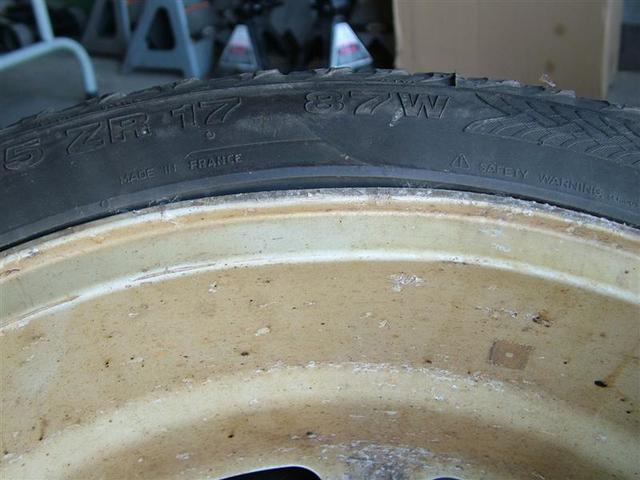 5 ZR 17 87W
MADE IN FRANCE
⚠ SAFETY WARNING